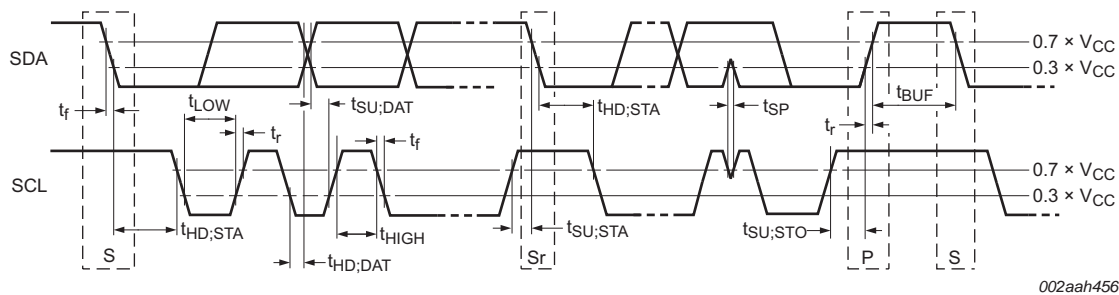 0.7 × VCC
SDA
0.3 × VCC
tf
tLOW
tSU;DAT
tHD;STA
tSP
tBUF
tr
tr
tf
SCL
0.7 × VCC
0.3 × VCC
tHD;STA
tHIGH
tSU;STA
tSU;STO
S
tHD;DAT
Sr
P
S
002aah456